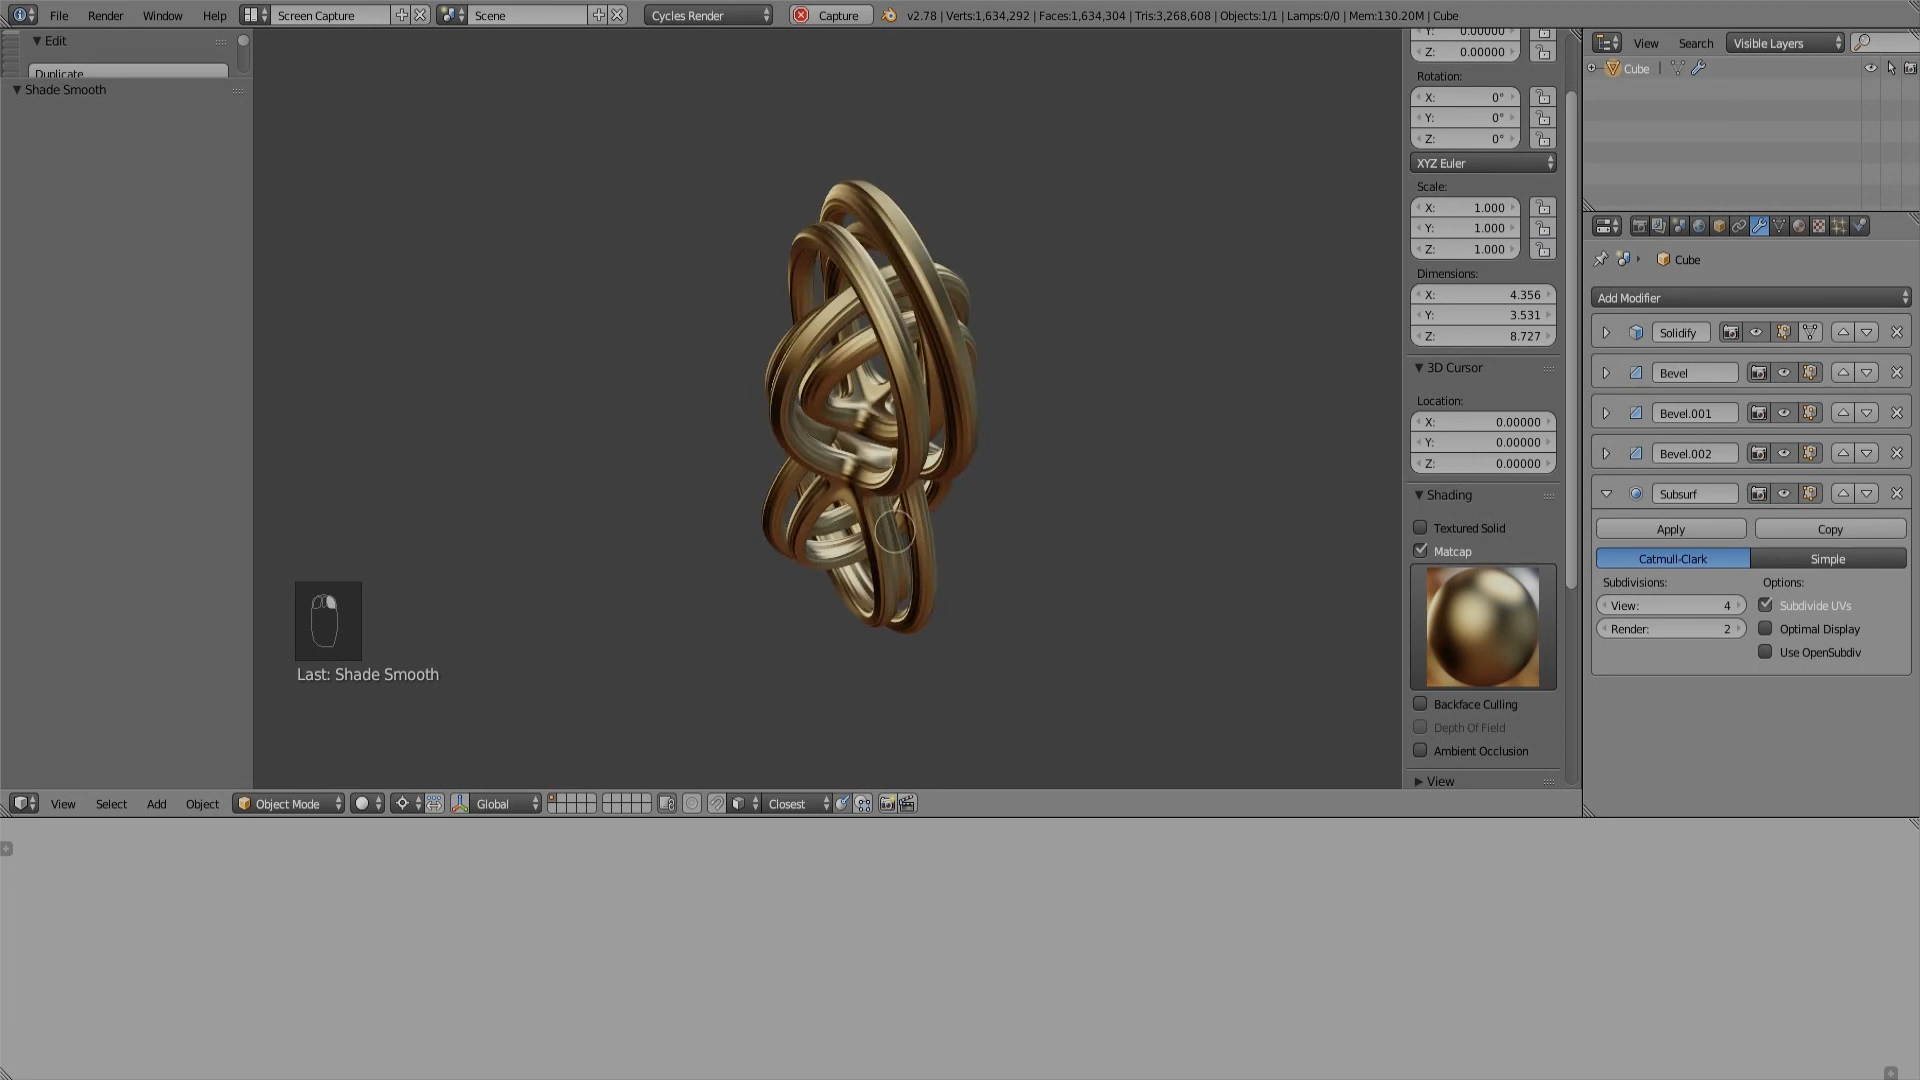 File Render Window Help Screen Capture Scene Cycles Render Capture v2.78 | Verts:1,634,292 | Faces:1,634,304 | Tris:3,268,608 | Objects:1/1 | Lamps:0/0 | Mem:130.20M | Cube
Edit
Duplicate
Shade Smooth
Last: Shade Smooth
Y: 0.00000
Z: 0.00000
Rotation:
X: 0°
Y: 0°
Z: 0°
XYZ Euler
Scale:
X: 1.000
Y: 1.000
Z: 1.000
Dimensions:
X: 4.356
Y: 3.531
Z: 8.727
3D Cursor
Location:
X: 0.00000
Y: 0.00000
Z: 0.00000
Shading
Textured Solid
Matcap
Backface Culling
Depth Of Field
Ambient Occlusion
View
View Search Visible Layers
Cube
Cube
Add Modifier
Solidify
Bevel
Bevel.001
Bevel.002
Subsurf
Apply Copy
Catmull-Clark Simple
Subdivisions: Options:
View: 4 Subdivide UVs
Render: 2 Optimal Display
Use OpenSubdiv
View Select Add Object Object Mode Global Closest